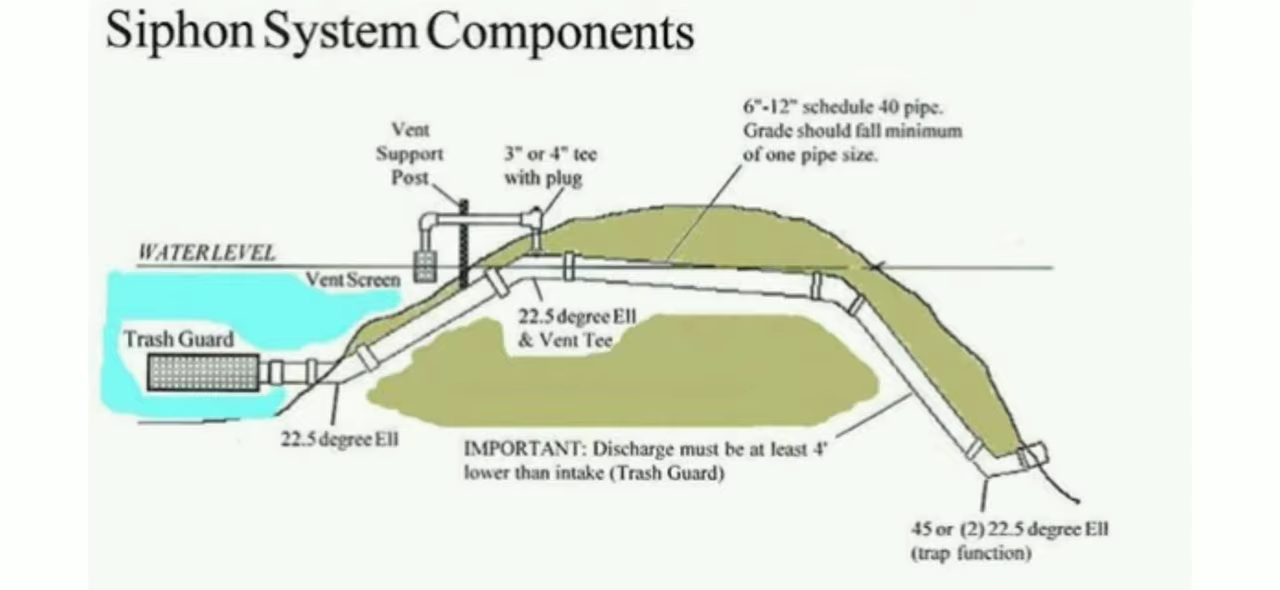 Siphon System Components
6"-12" schedule 40 pipe.
Grade should fall minimum
of one pipe size.
Vent
Support
Post
3" or 4" tee
with plug
WATER LEVEL
Vent Screen
Trash Guard
22.5 degree Ell
& Vent Tee
22.5 degree Ell
IMPORTANT: Discharge must be at least 4'
lower than intake (Trash Guard)
45 or (2) 22.5 degree Ell
(trap function)